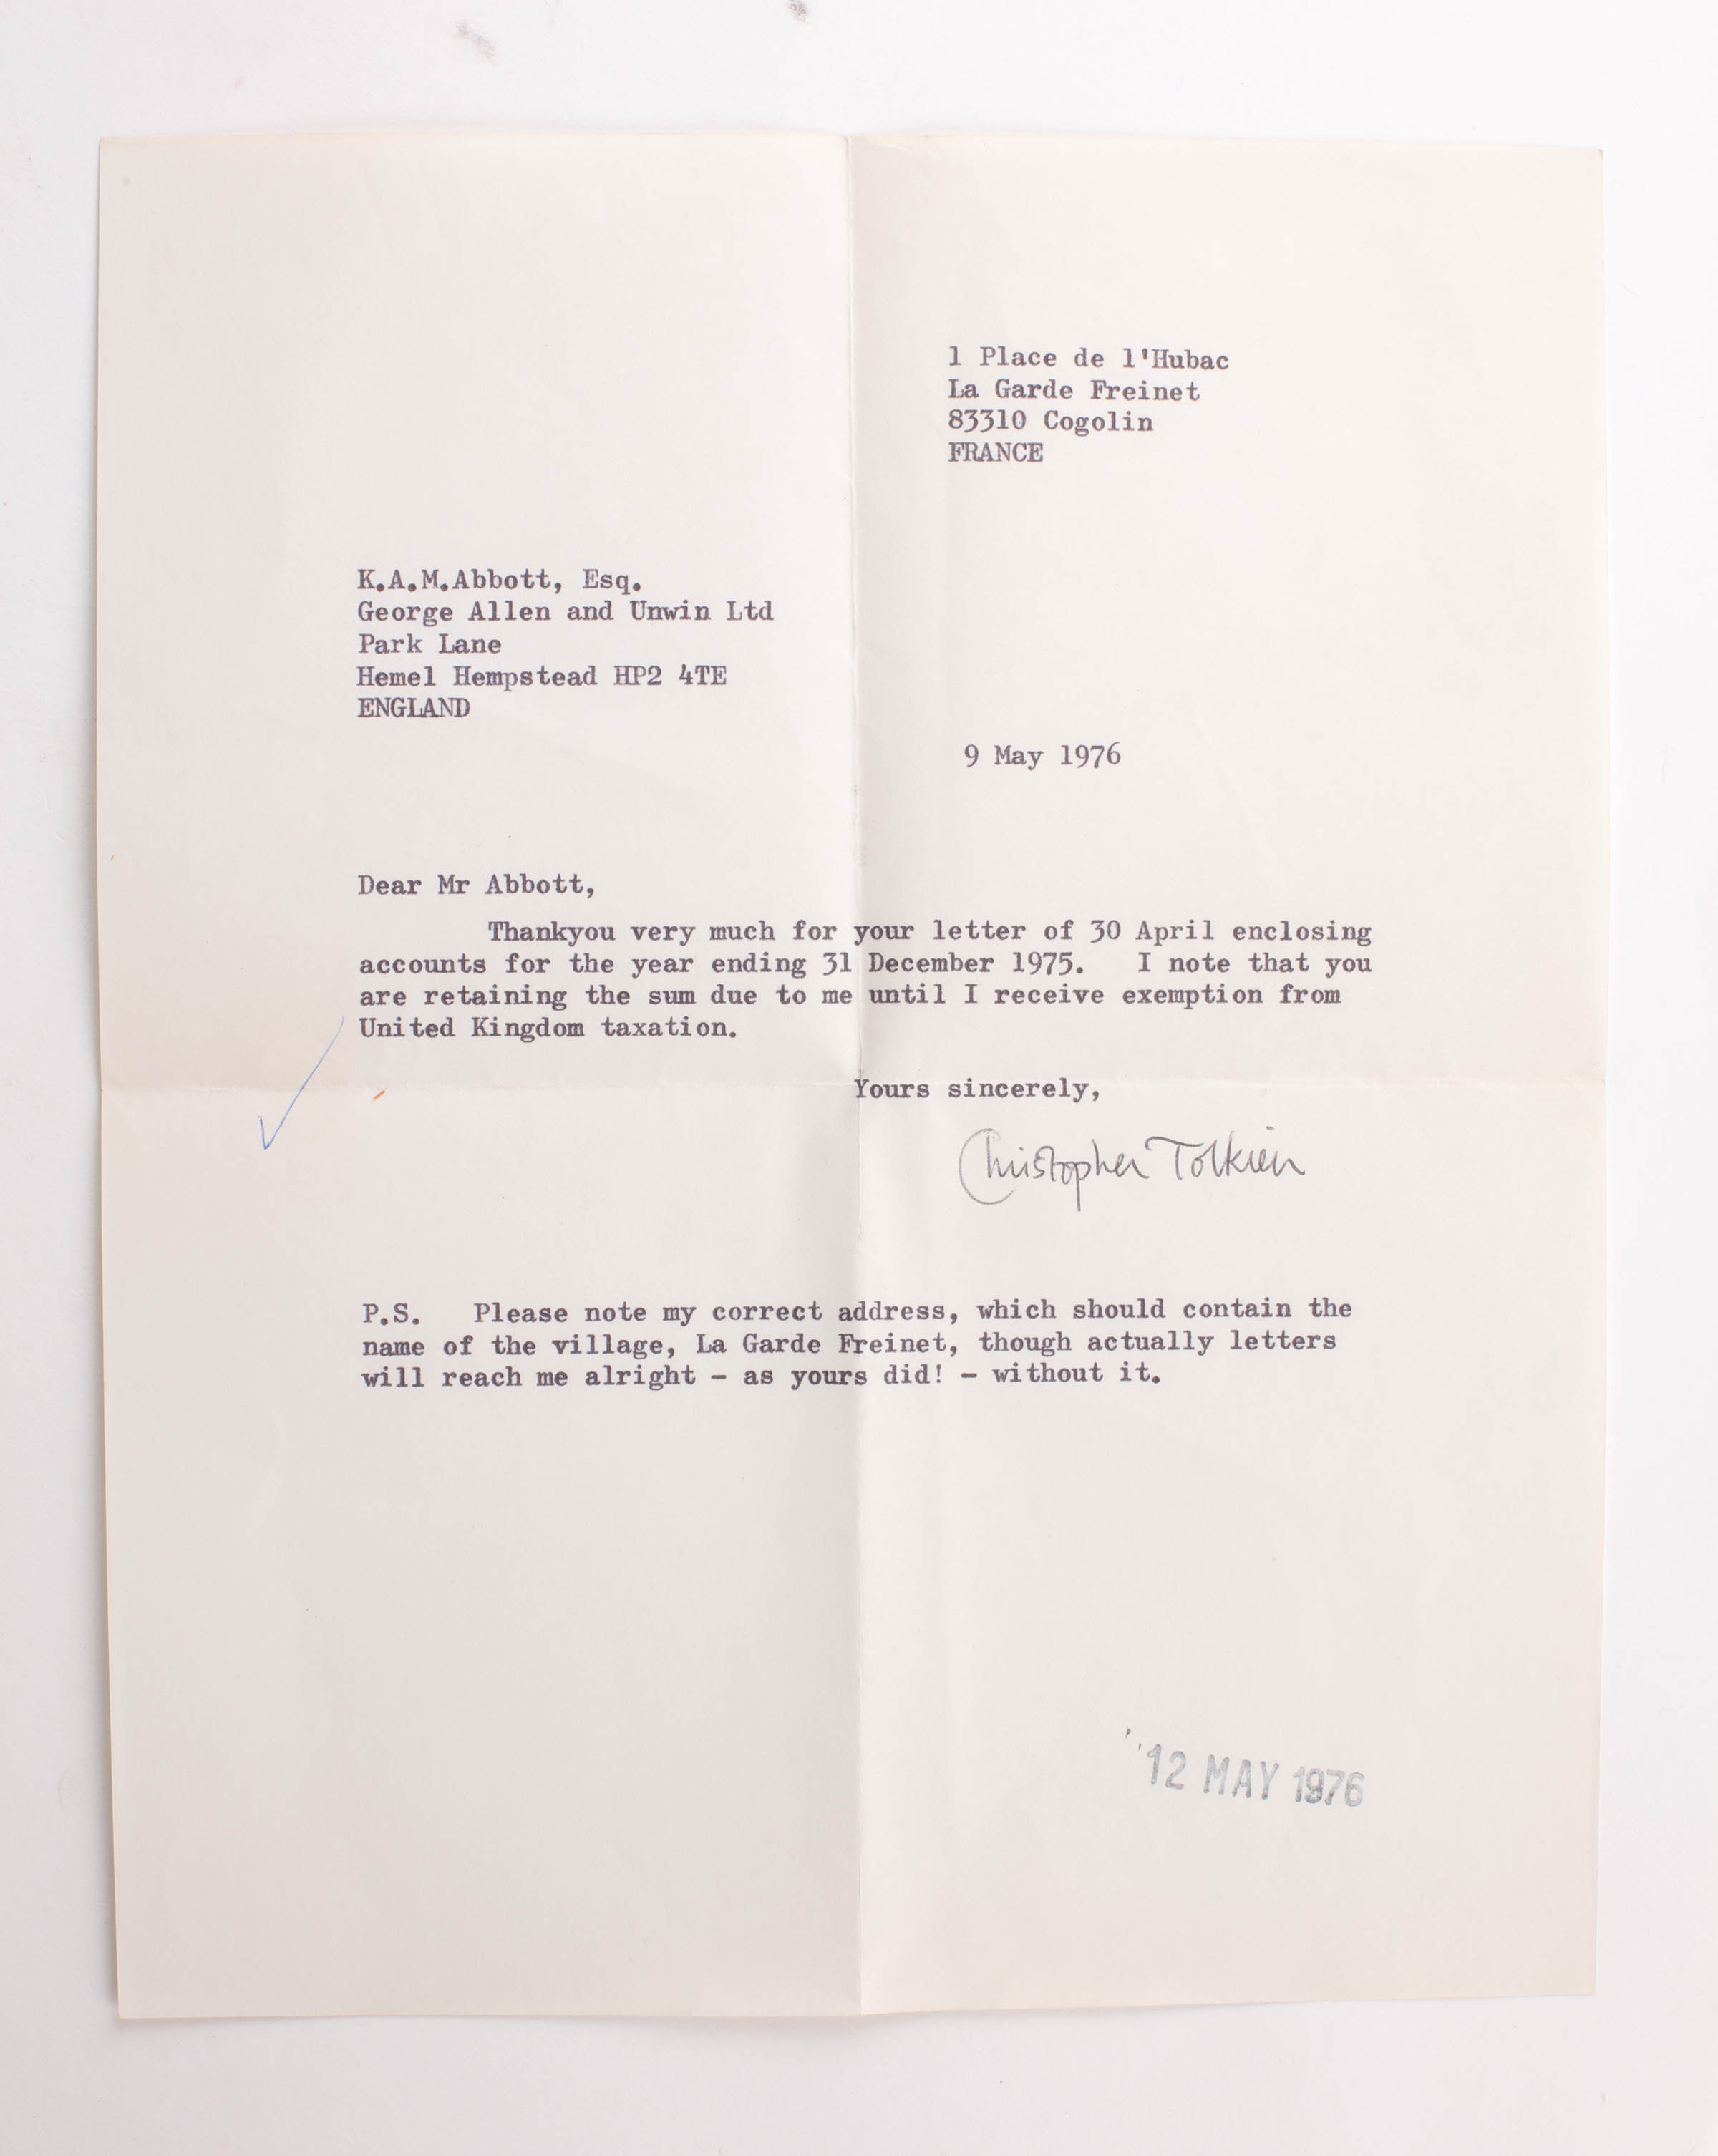 1 Place de l'Hubac
La Garde Freinet
83310 Cogolin
FRANCE
K.A.M.Abbott, Esq.
George Allen and Unwin Ltd
Park Lane
Hemel Hempstead HP2 4TE
ENGLAND
9 May 1976
Dear Mr Abbott,
Thankyou very much for your letter of 30 April enclosing
accounts for the year ending 31 December 1975. I note that you
are retaining the sum due to me until I receive exemption from
United Kingdom taxation.
Yours sincerely,
Christopher Tolkien
P.S. Please note my correct address, which should contain the
name of the village, La Garde Freinet, though actually letters
will reach me alright - as yours did! - without it.
12 MAY 1976